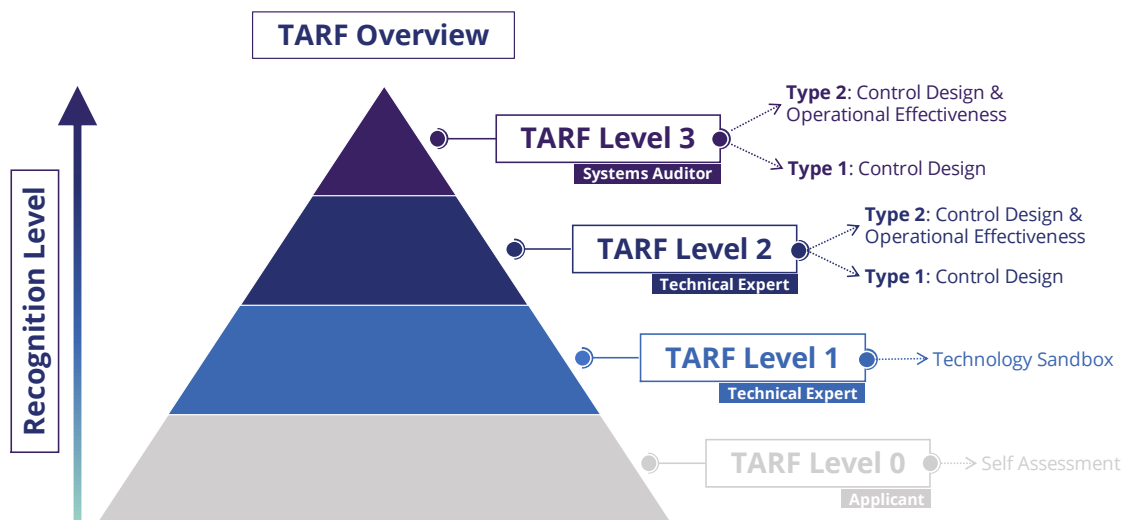 TARF Overview
Recognition Level
TARF Level 3
Systems Auditor
Type 2: Control Design &
Operational Effectiveness
Type 1: Control Design
TARF Level 2
Technical Expert
Type 2: Control Design &
Operational Effectiveness
Type 1: Control Design
TARF Level 1
Technical Expert
Technology Sandbox
TARF Level 0
Applicant
Self Assessment